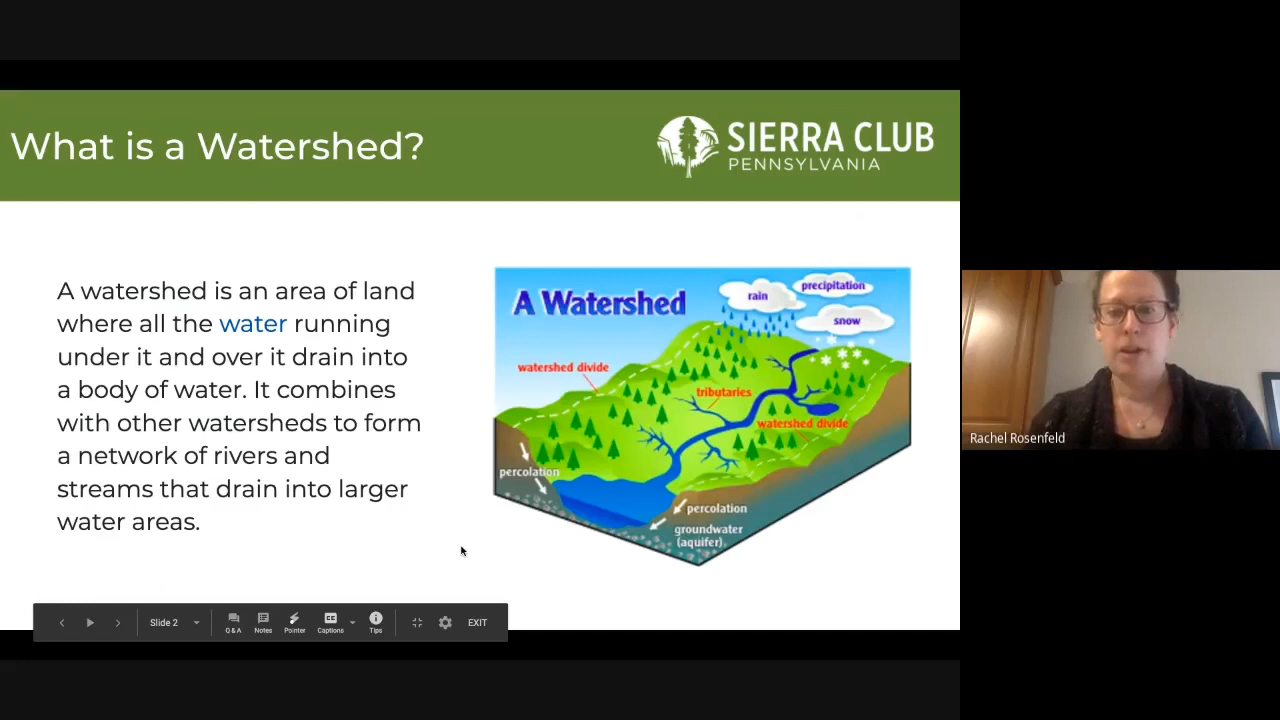 What is a Watershed?
SIERRA CLUB
PENNSYLVANIA
A watershed is an area of land
where all the water running
under it and over it drain into
a body of water. It combines
with other watersheds to form
a network of rivers and
streams that drain into larger
water areas.
A Watershed
rain
precipitation
snow
watershed divide
tributaries
watershed divide
percolation
percolation
groundwater
(aquifer)
Rachel Rosenfeld
Slide 2
Q & A
Notes
Pointer
CC
Captions
Tips
EXIT